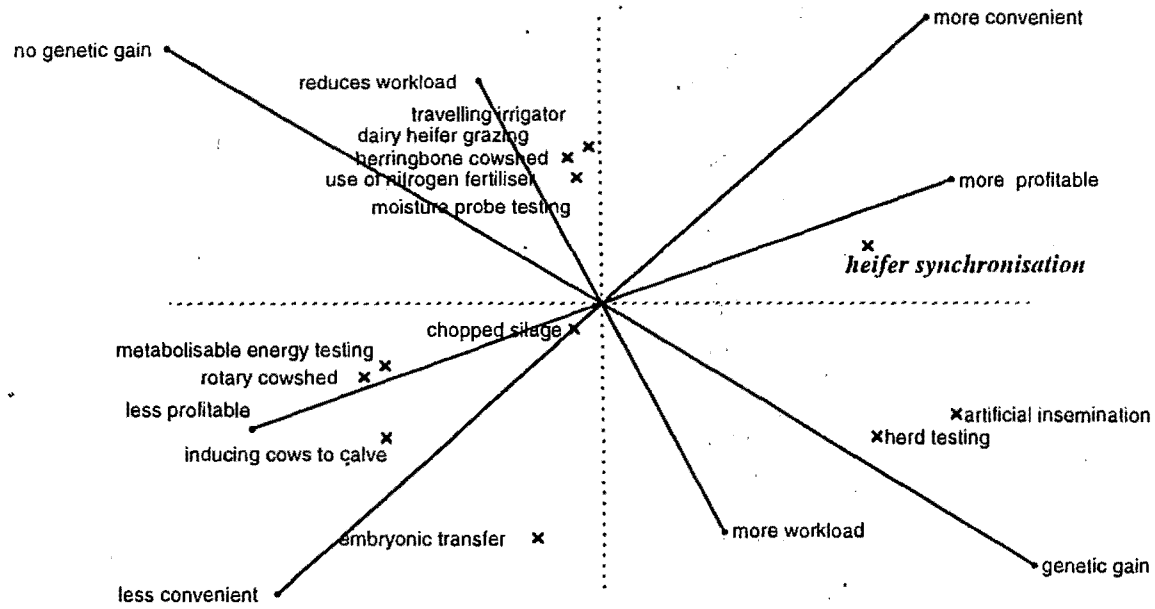 more convenient
no genetic gain
reduces workload
travelling irrigator
dairy heifer grazing
herringbone cowshed
use of nitrogen fertiliser
more profitable
moisture probe testing
heifer synchronisation
chopped silage
metabolisable energy testing
rotary cowshed
less profitable
artificial insemination
herd testing
inducing cows to calve
more workload
embryonic transfer
genetic gain
less convenient